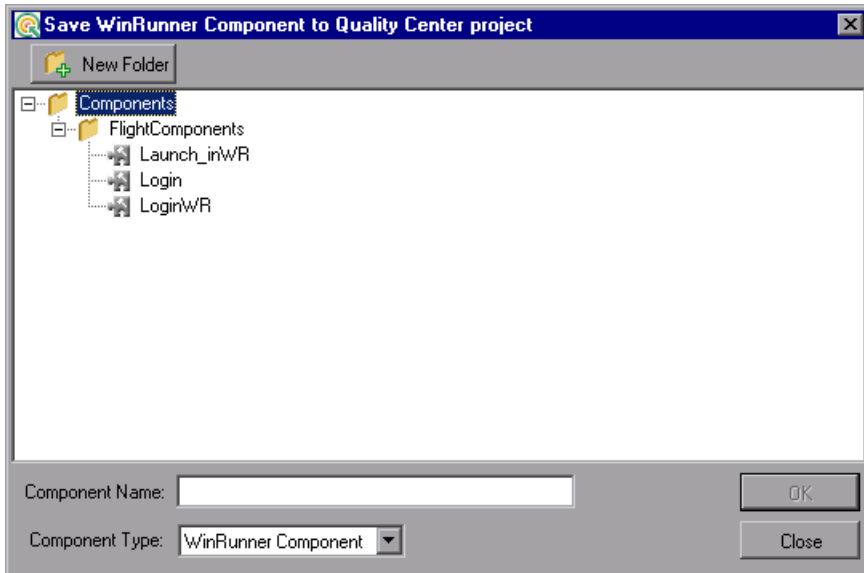 Save WinRunner Component to Quality Center project
New Folder
Components
FlightComponents
Launch_inWR
Login
LoginWR
Component Name:
OK
Component Type: WinRunner Component
Close